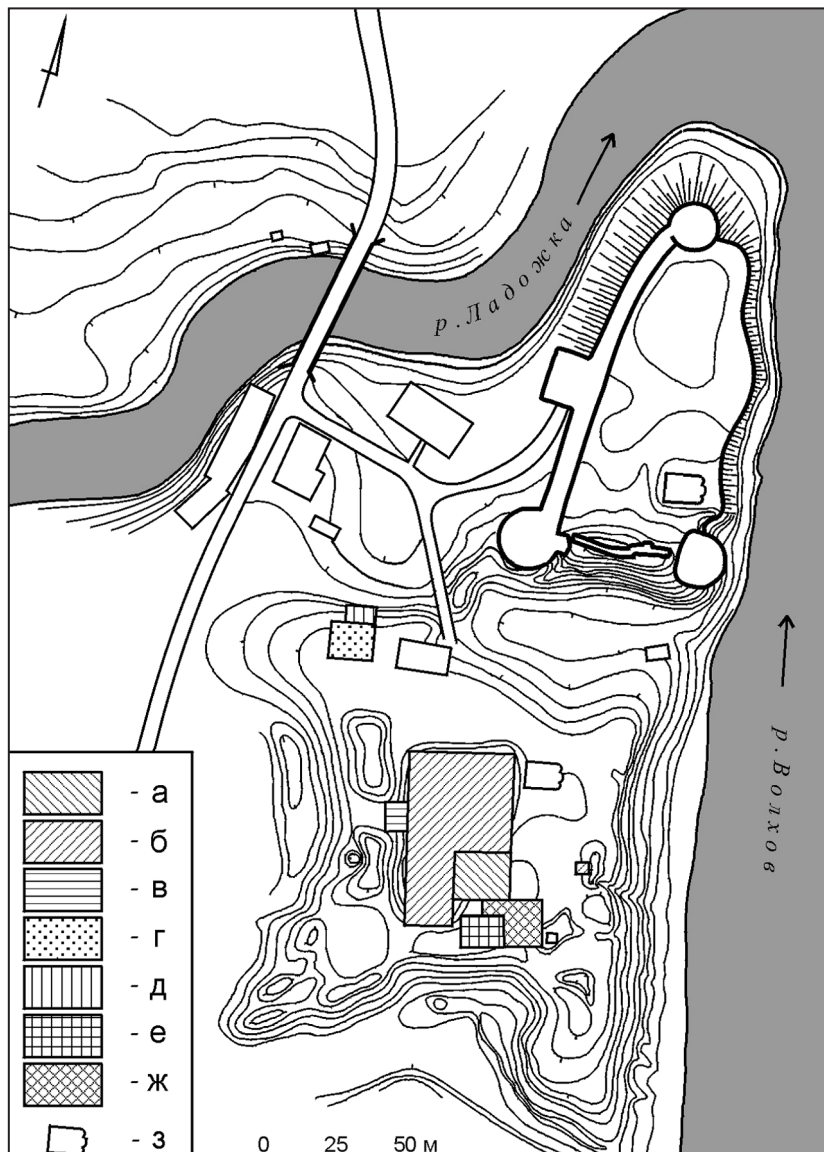 р. Ладожка
р. Волхов
- а
- б
- в
- г
- д
- е
- ж
- з
0 25 50 м